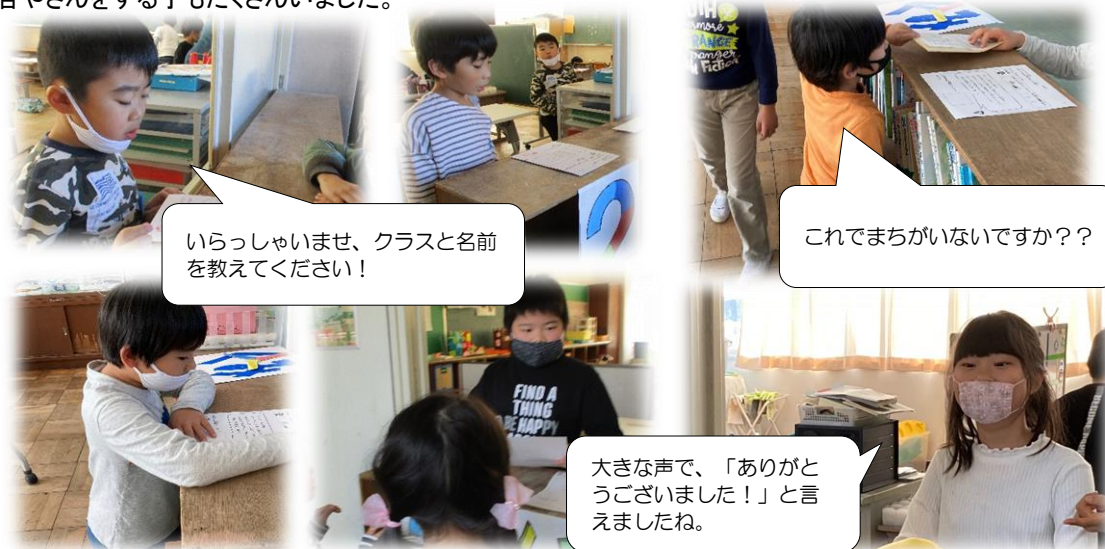 やさんをする子もたくさんいました。
いらっしゃいませ、クラスと名前
を教えてください！
これでまちがいないですか？？
大きな声で、「ありがと
うございました！」と言
えましたね。
RANGE
Fiction
FIND A
THING
BE HAPPY
2